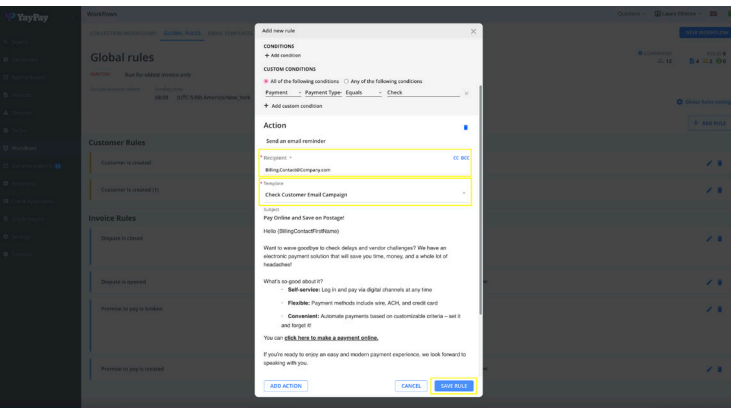 YayPay
Workflows
GLOBAL RULES
NEW WORKFLOW
Global rules
+ ADD RULE
Customer Rules
Customer is created
Customer is created (1)
Invoice Rules
Dispute is closed
Dispute is opened
Promise to pay is broken
Promise to pay is created
Add new rule
CONDITIONS
+ Add condition
CUSTOM CONDITIONS
All of the following conditions Any of the following conditions
Payment Payment Type Equals Check
+ Add custom condition
Action
Send an email reminder
* Recipient
CC BCC
Billing.Contact@Company.com
* Template
Check Customer Email Campaign
Subject
Pay Online and Save on Postage!
Hello {BillingContactFirstName}
Want to wave goodbye to check delays and vendor challenges? We have an
electronic payment solution that will save you time, money, and a whole lot of
headaches!
What's so good about it?
· Self-service: Log in and pay via digital channels at any time
· Flexible: Payment methods include wire, ACH, and credit card
· Convenient: Automate payments based on customizable criteria – set it
and forget it!
You can click here to make a payment online.
If you're ready to enjoy an easy and modern payment experience, we look forward to
speaking with you.
ADD ACTION CANCEL SAVE RULE